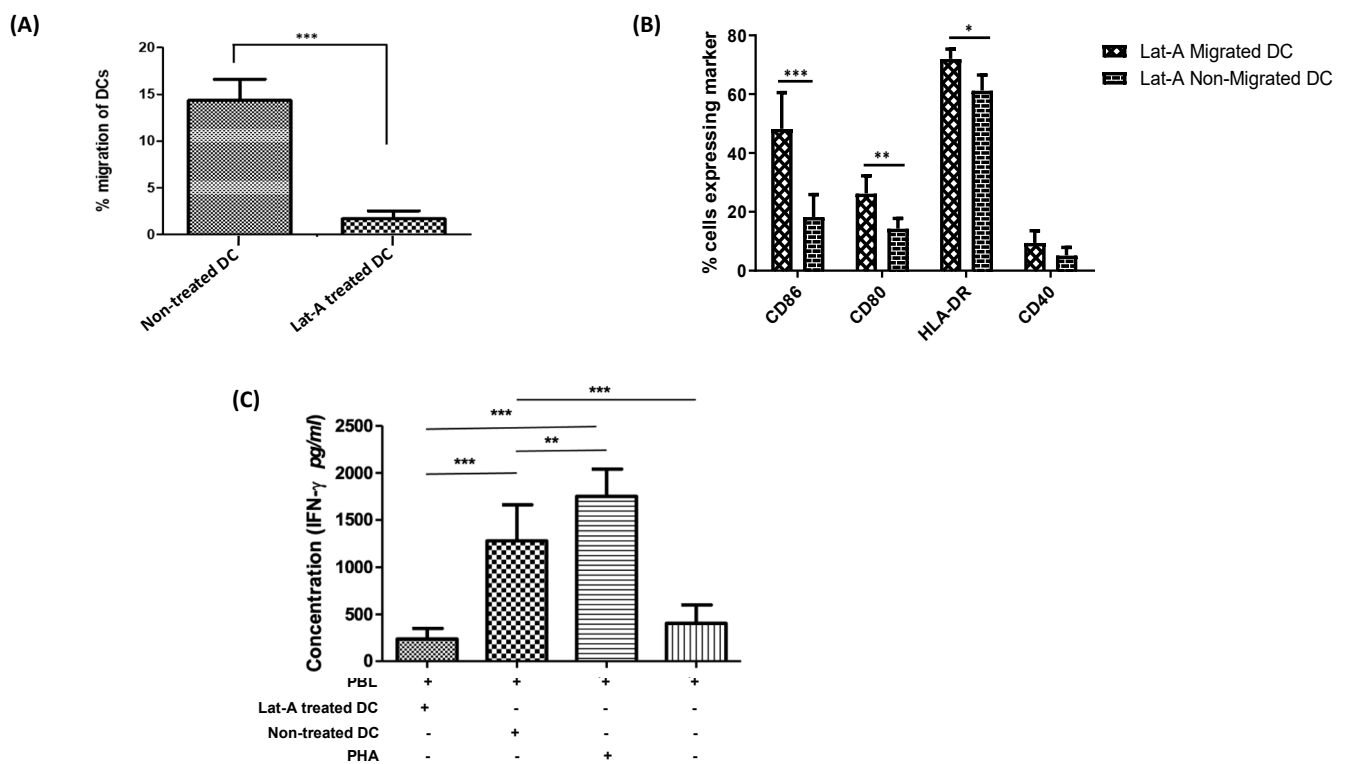 (A)
***
20
15
10
5
0
% migration of DCs
Non-treated DC
Lat-A treated DC
(B)
80
60
40
20
0
% cells expressing marker
***
**
*
CD86
CD80
HLA-DR
CD40
Lat-A Migrated DC
Lat-A Non-Migrated DC
(C)
***
***
**
***
2500
2000
1500
1000
500
0
Concentration (IFN-γ pg/ml)
PBL + + + +
Lat-A treated DC + - - -
Non-treated DC - + - -
PHA - - + -